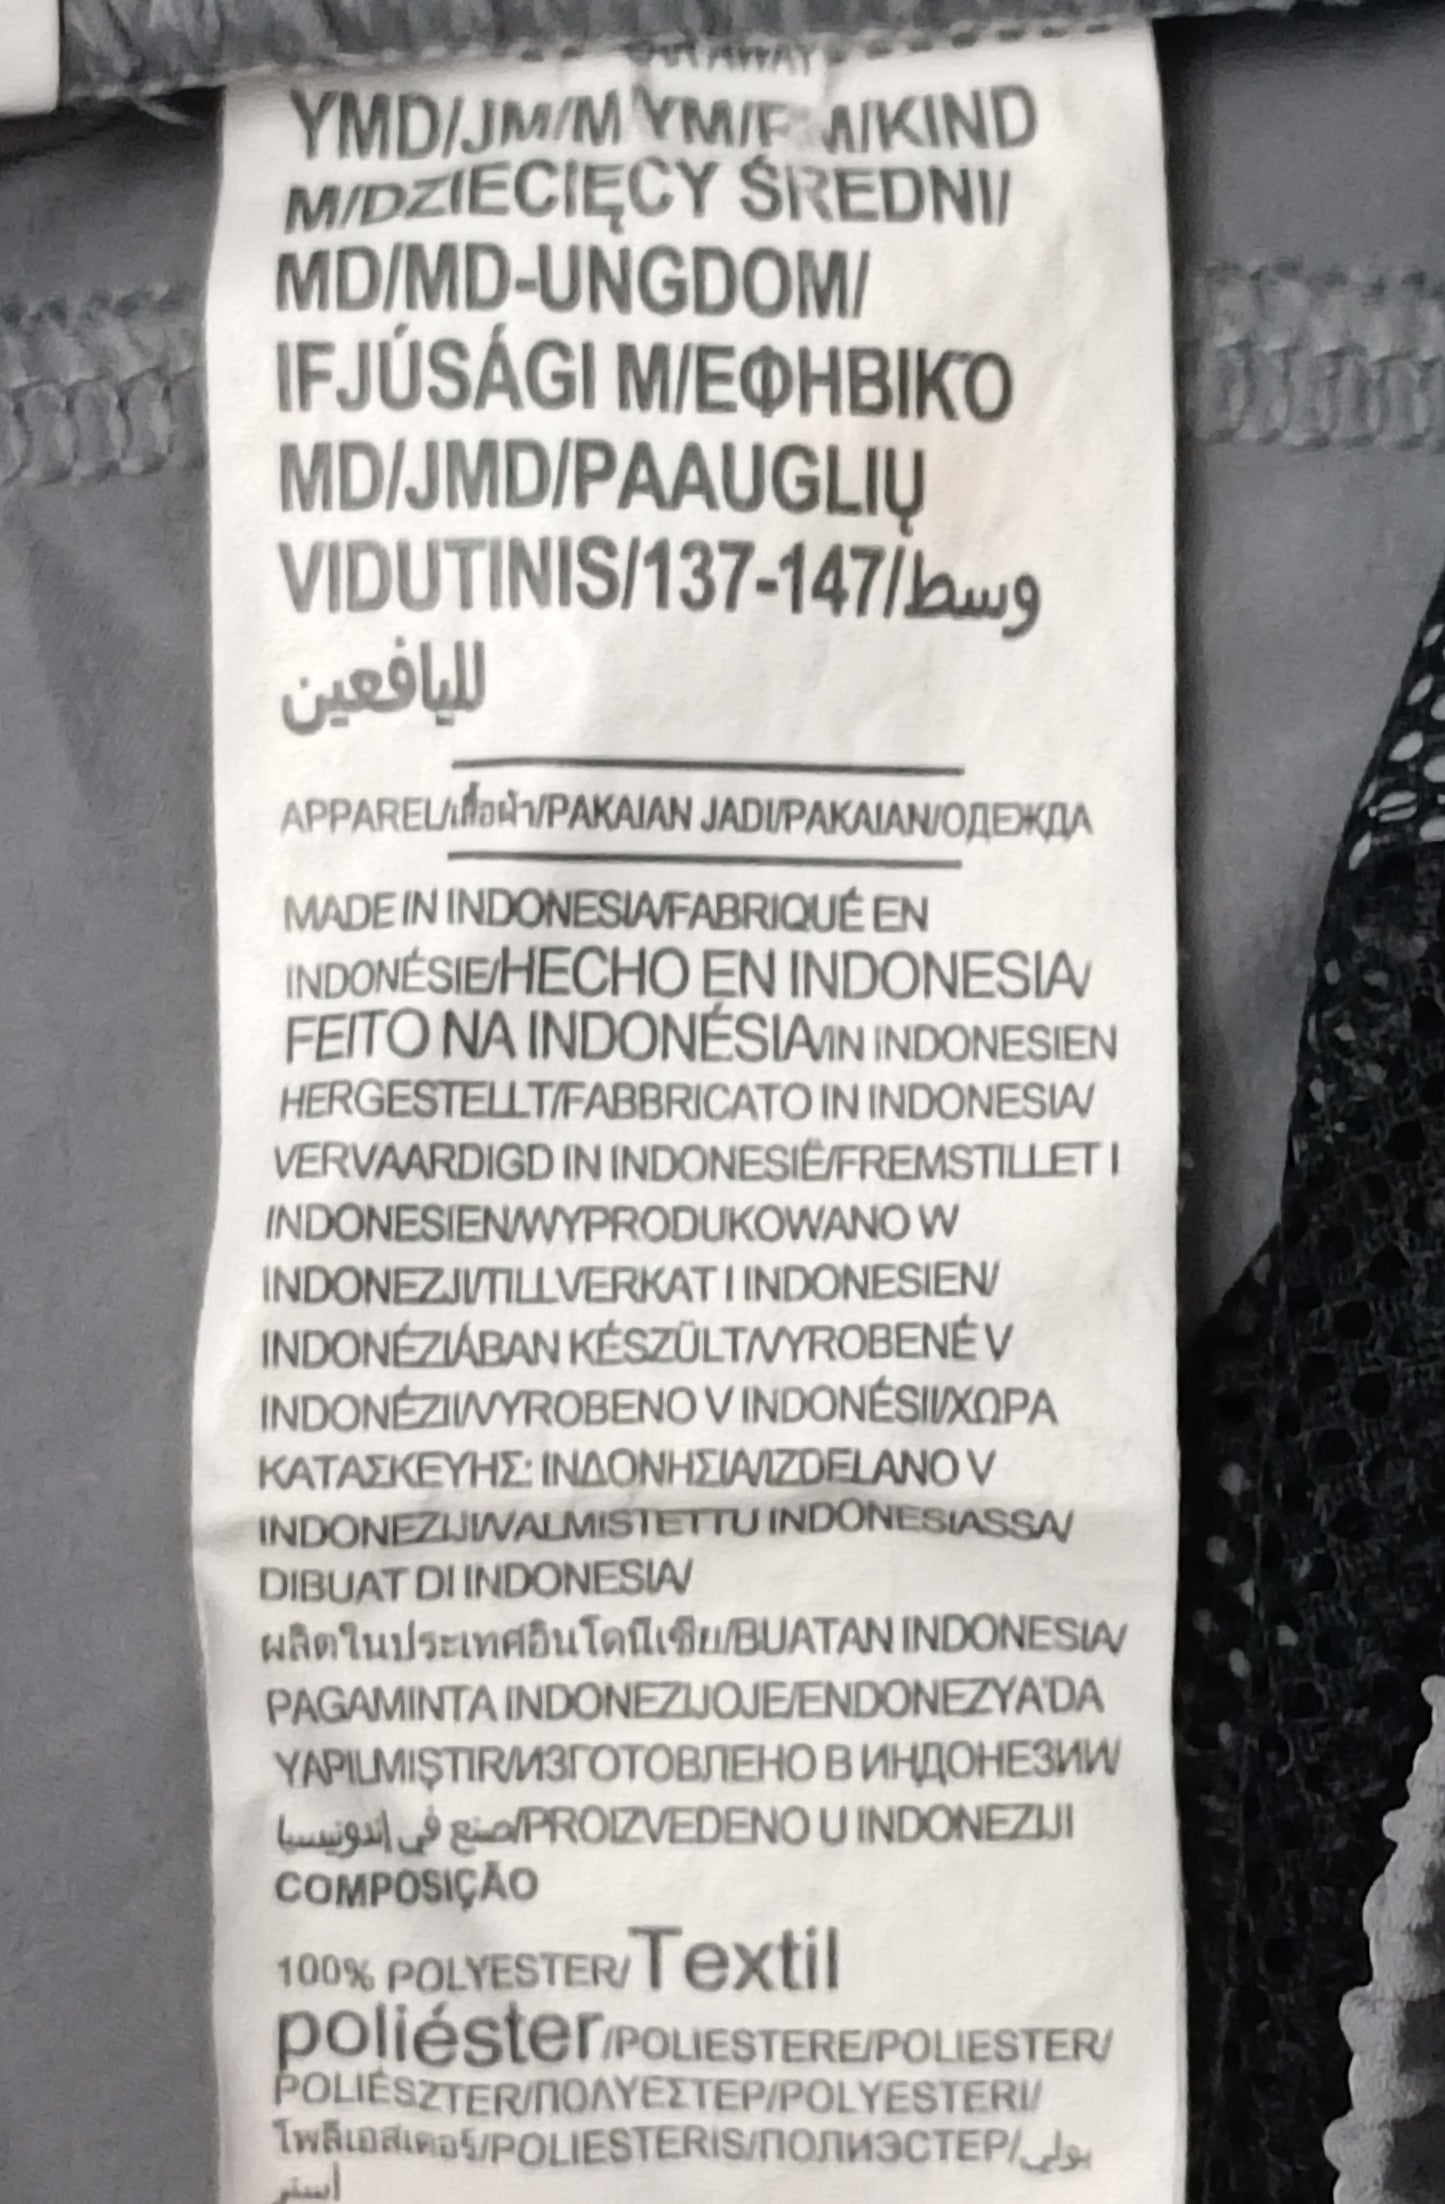 YMD/JM/M YM/ /KIND
M/DZIECIĘCY ŚREDNI/
MD/MD-UNGDOM/
IFJÚSÁGI M/ΕΦΗΒΙΚΌ
MD/JMD/PAAUGLIŲ
VIDUTINIS/137-147/وسط
لليافعين
APPAREL/เสื้อผ้า/PAKAIAN JADI/PAKAIAN/ОДЕЖДА
MADE IN INDONESIA/FABRIQUÉ EN
INDONÉSIE/HECHO EN INDONESIA/
FEITO NA INDONÉSIA/IN INDONESIEN
HERGESTELLT/FABBRICATO IN INDONESIA/
VERVAARDIGD IN INDONESIË/FREMSTILLET I
INDONESIEN/WYPRODUKOWANO W
INDONEZJI/TILLVERKAT I INDONESIEN/
INDONÉZIÁBAN KÉSZÜLT/VYROBENÉ V
INDONÉZII/VYROBENO V INDONÉSII/ΧΩΡΑ
ΚΑΤΑΣΚΕΥΗΣ: ΙΝΔΟΝΗΣΙΑ/IZDELANO V
INDONEZIJI/VALMISTETTU INDONESIASSA/
DIBUAT DI INDONESIA/
ผลิตในประเทศอินโดนีเซีย/BUATAN INDONESIA/
PAGAMINTA INDONEZIJOJE/ENDONEZYA'DA
YAPILMIŞTIR/ИЗГОТОВЛЕНО В ИНДОНЕЗИИ/
صنع في إندونيسيا/PROIZVEDENO U INDONEZIJI
COMPOSIÇÃO
100% POLYESTER/Textil
poliéster/POLIESTERE/POLIESTER/
POLIÉSZTER/ΠΟΛΥΕΣΤΕΡ/POLYESTERI/
โพลีเอสเตอร์/POLIESTERIS/ПОЛИЭСТЕР/بولي
أستر